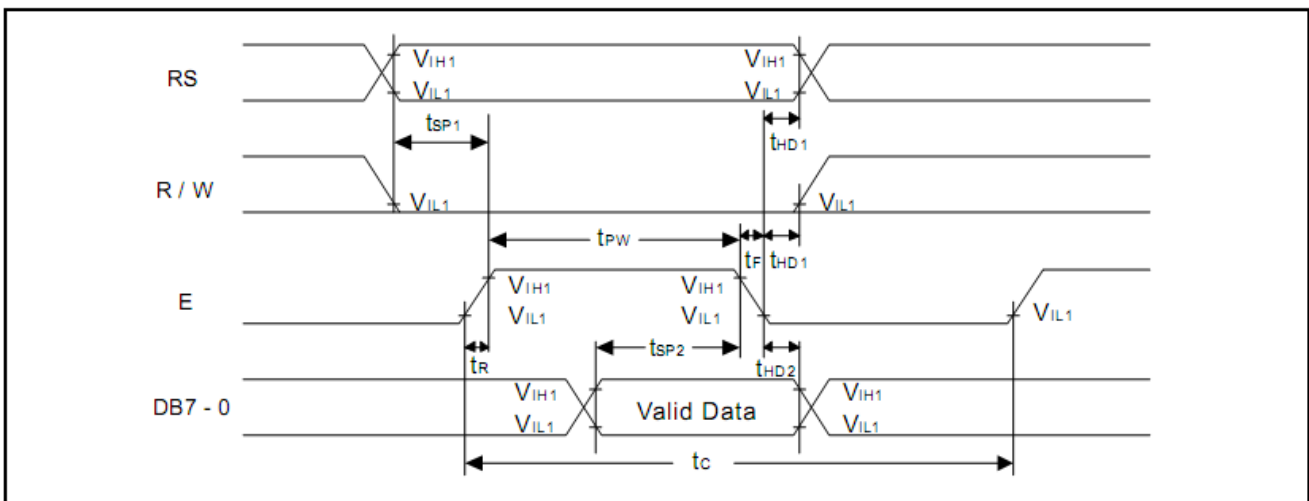 RS
VIH1 VIH1
VIL1 VIL1
tSP1 tHD1
R / W
VIL1 VIL1
tPW tF tHD1
E
VIH1 VIH1
VIL1 VIL1 VIL1
tR tSP2 tHD2
DB7 - 0
VIH1 Valid Data VIH1
VIL1 VIL1
tC